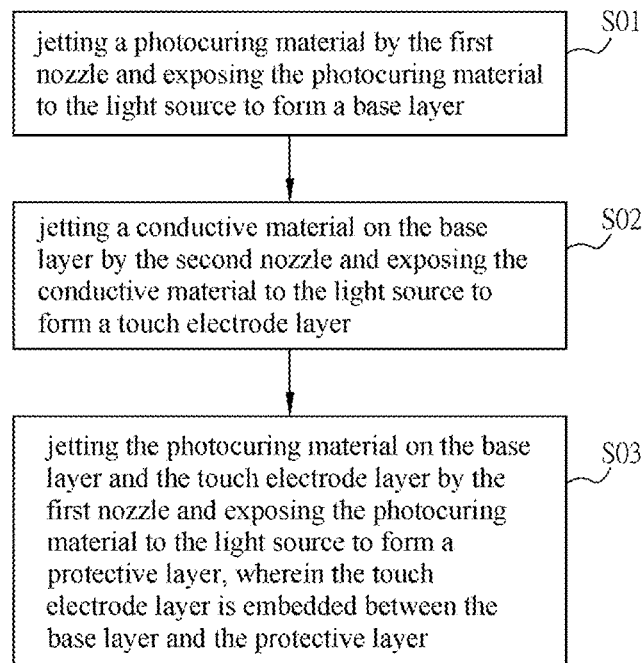 S01
jetting a photocuring material by the first
nozzle and exposing the photocuring material
to the light source to form a base layer
S02
jetting a conductive material on the base
layer by the second nozzle and exposing the
conductive material to the light source to
form a touch electrode layer
S03
jetting the photocuring material on the base
layer and the touch electrode layer by the
first nozzle and exposing the photocuring
material to the light source to form a
protective layer, wherein the touch
electrode layer is embedded between the
base layer and the protective layer